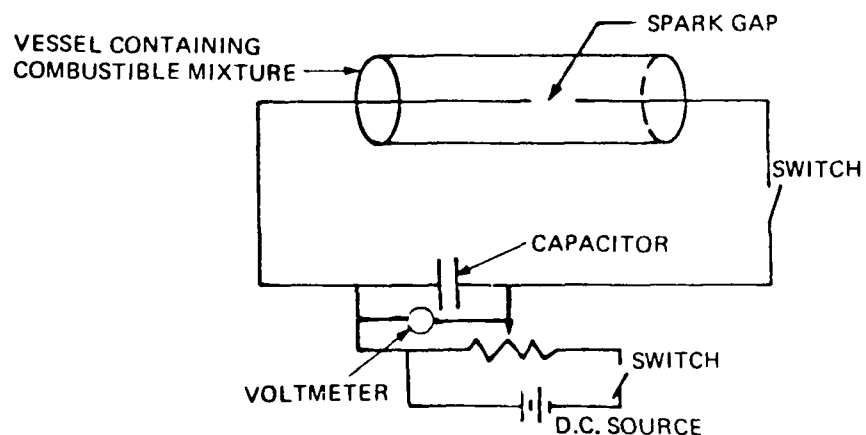 SPARK GAP
VESSEL CONTAINING
COMBUSTIBLE MIXTURE
SWITCH
CAPACITOR
SWITCH
VOLTMETER
D.C. SOURCE